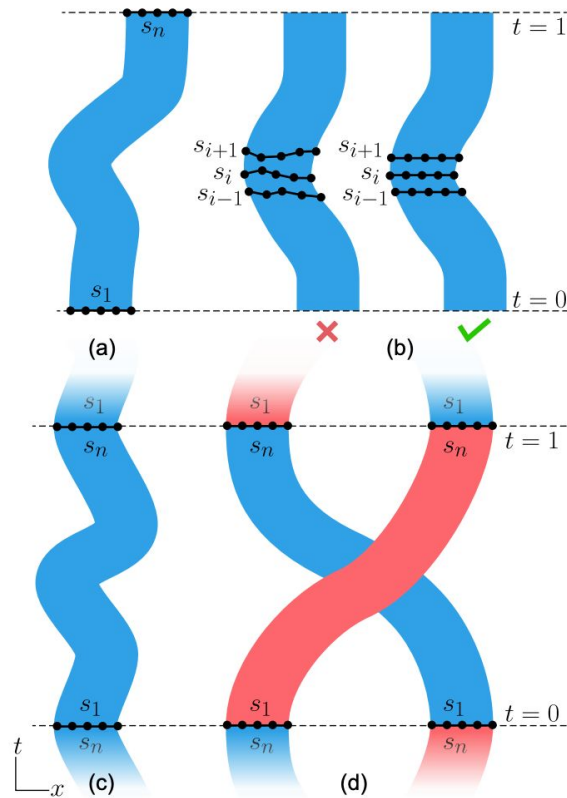 s_n
t = 1
s_{i+1}
s_{i+1}
s_i
s_i
s_{i-1}
s_{i-1}
s_1
t = 0
(a)
(b)
s_1
s_1
s_1
s_n
s_n
s_n
t = 1
s_1
s_1
s_1
t = 0
s_n
s_n
s_n
t
x
(c)
(d)